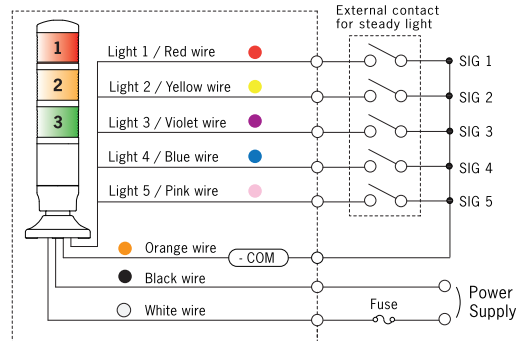 External contact
for steady light
1
2
3
Light 1 / Red wire
SIG 1
Light 2 / Yellow wire
SIG 2
Light 3 / Violet wire
SIG 3
Light 4 / Blue wire
SIG 4
Light 5 / Pink wire
SIG 5
Orange wire
- COM
Black wire
Power
Supply
White wire
Fuse